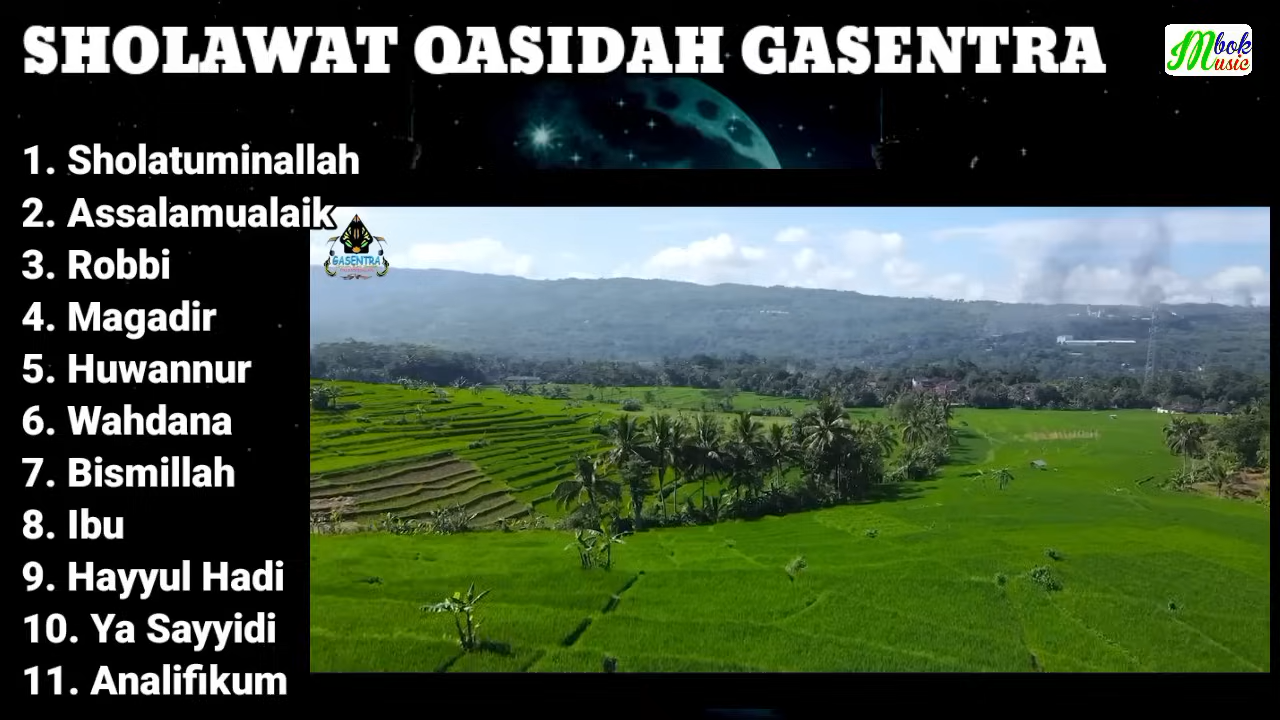 SHOLAWAT QASIDAH GASENTRA
Mbok
Music
1. Sholatuminallah
2. Assalamualaik
3. Robbi
4. Magadir
5. Huwannur
6. Wahdana
7. Bismillah
8. Ibu
9. Hayyul Hadi
10. Ya Sayyidi
11. Analifikum
GASENTRA